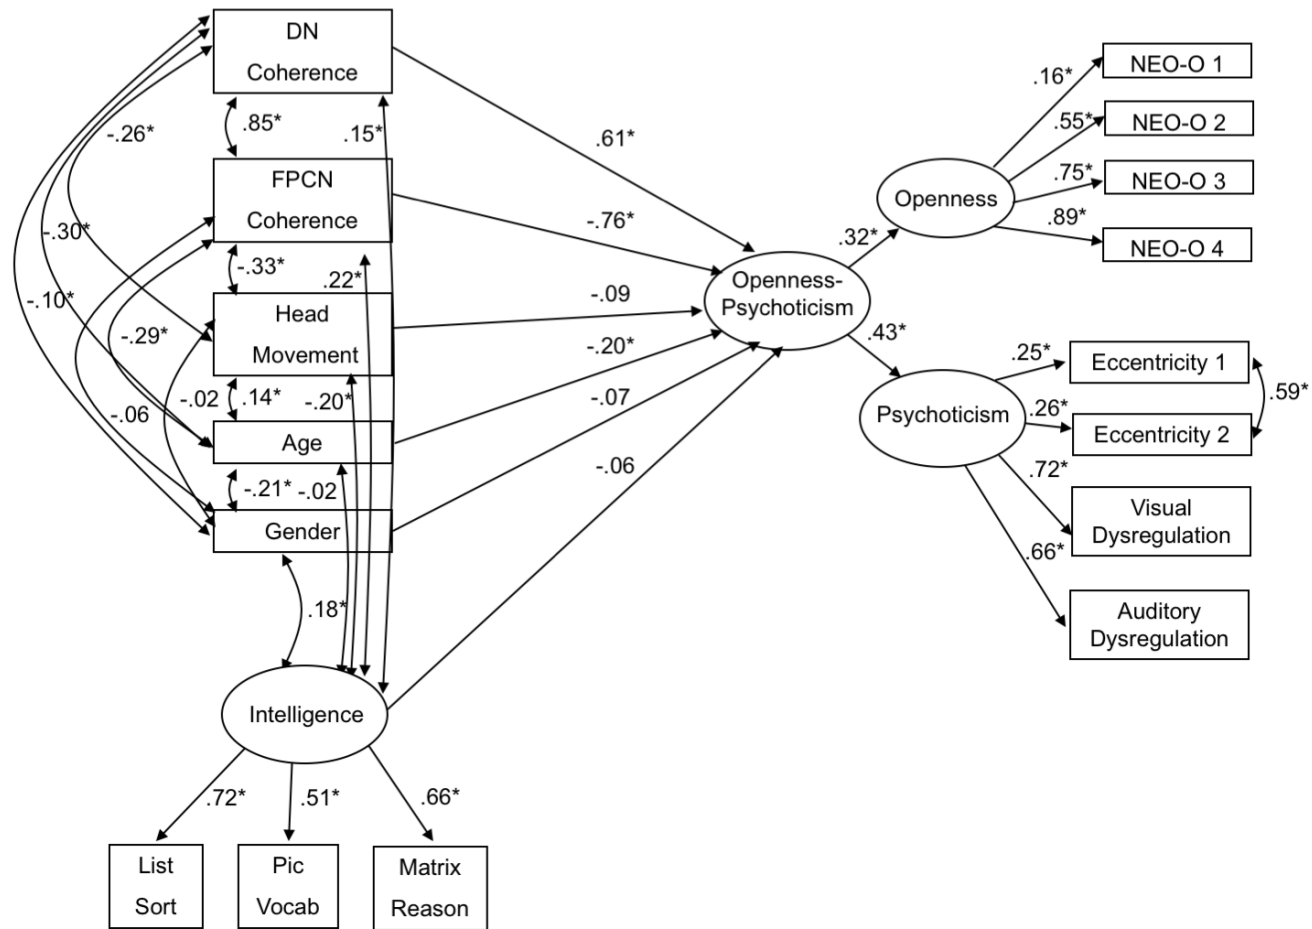 DN
Coherence
-.26*
.85*
.15*
FPCN
Coherence
-.30*
-.33*
.22*
-.10*
Head
Movement
-.29*
-.06
-.02
.14*
-.20*
Age
-.21*
-.02
Gender
.18*
Intelligence
.72*
.51*
.66*
List
Sort
Pic
Vocab
Matrix
Reason
.61*
-.76*
-.09
-.20*
-.07
-.06
Openness-
Psychoticism
.32*
.43*
Openness
.16*
.55*
.75*
.89*
NEO-O 1
NEO-O 2
NEO-O 3
NEO-O 4
Psychoticism
.25*
.26*
.72*
.66*
Eccentricity 1
Eccentricity 2
.59*
Visual
Dysregulation
Auditory
Dysregulation